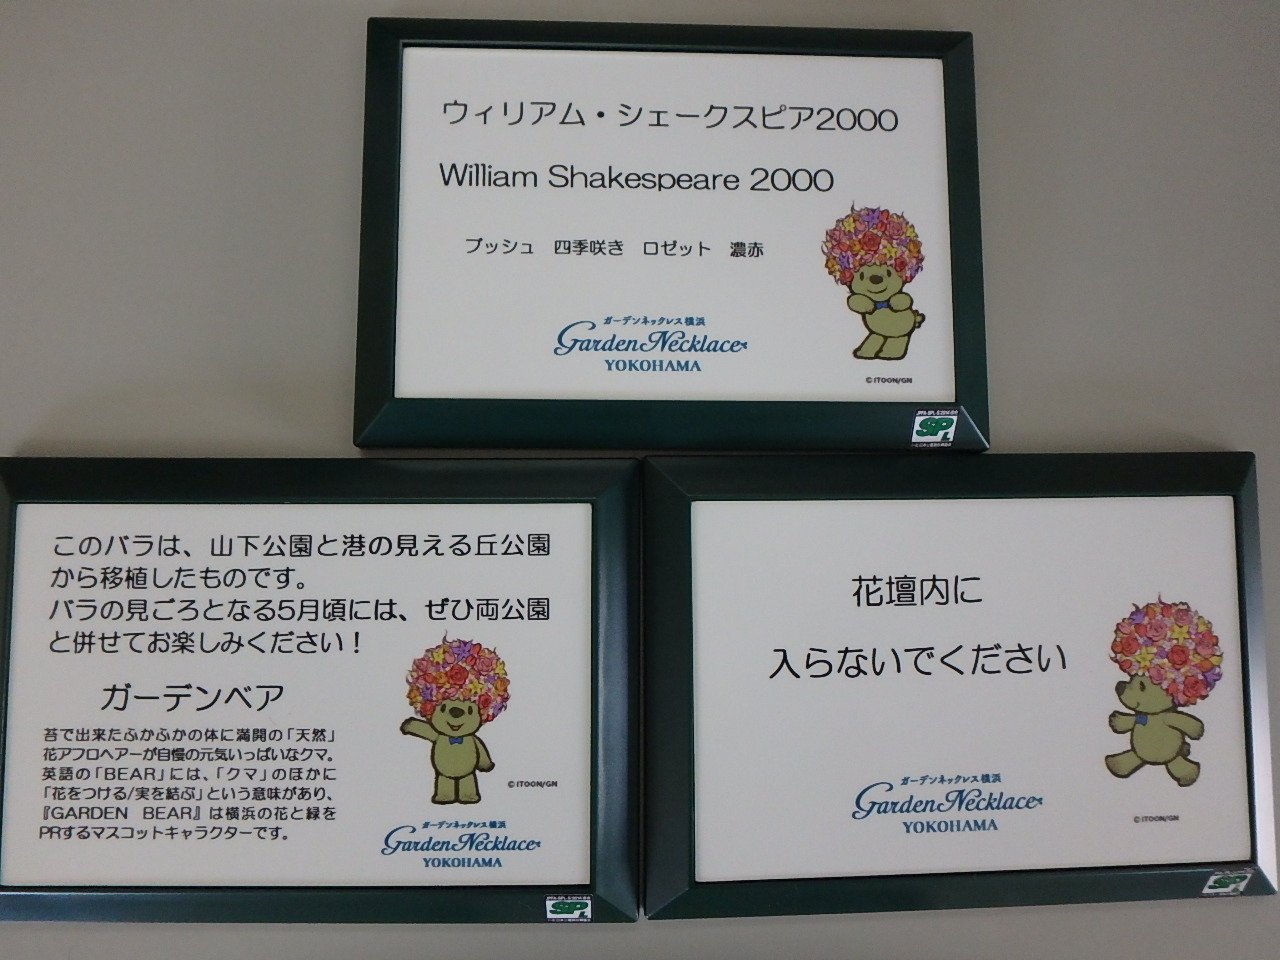 ウィリアム・シェークスピア2000
William Shakespeare 2000
ブッシュ　四季咲き　ロゼット　濃赤
ガーデンネックレス横浜
Garden Necklace
YOKOHAMA
©ITOON/GN
SPL
このバラは、山下公園と港の見える丘公園
から移植したものです。
バラの見ごろとなる5月頃には、ぜひ両公園
と併せてお楽しみください！
ガーデンベア
苔で出来たふかふかの体に満開の「天然」
花アフロヘアーが自慢の元気いっぱいなクマ。
英語の「BEAR」には、「クマ」のほかに
「花をつける/実を結ぶ」という意味があり、
『GARDEN BEAR』は横浜の花と緑を
PRするマスコットキャラクターです。
©ITOON/GN
ガーデンネックレス横浜
Garden Necklace
YOKOHAMA
SPL
花壇内に
入らないでください
ガーデンネックレス横浜
Garden Necklace
YOKOHAMA
©ITOON/GN
SPL